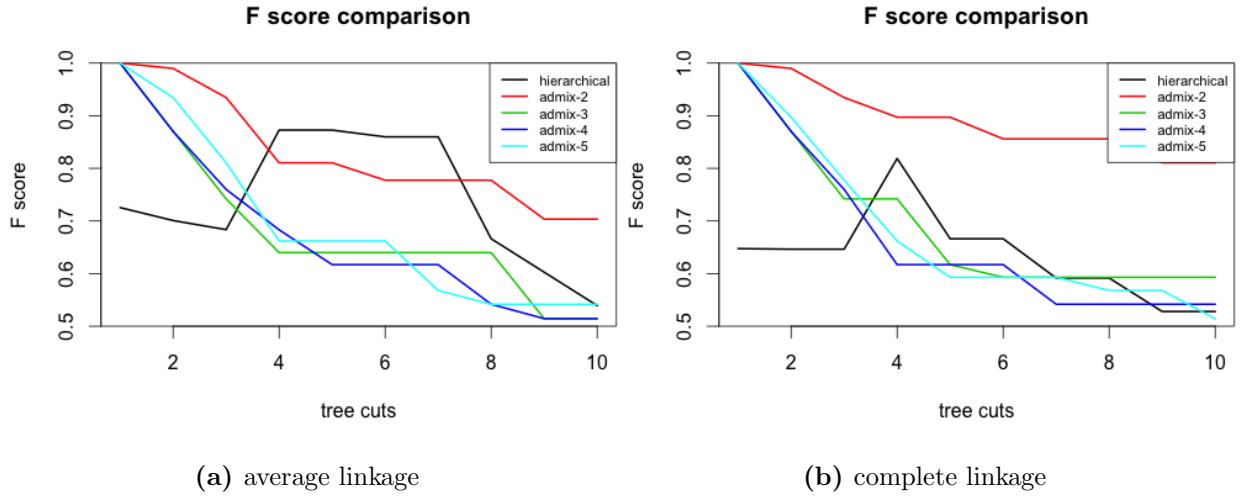 F score comparison
F score
1.0
0.9
0.8
0.7
0.6
0.5
hierarchical
admix-2
admix-3
admix-4
admix-5
2 4 6 8 10
tree cuts
(a) average linkage
F score comparison
F score
1.0
0.9
0.8
0.7
0.6
0.5
hierarchical
admix-2
admix-3
admix-4
admix-5
2 4 6 8 10
tree cuts
(b) complete linkage